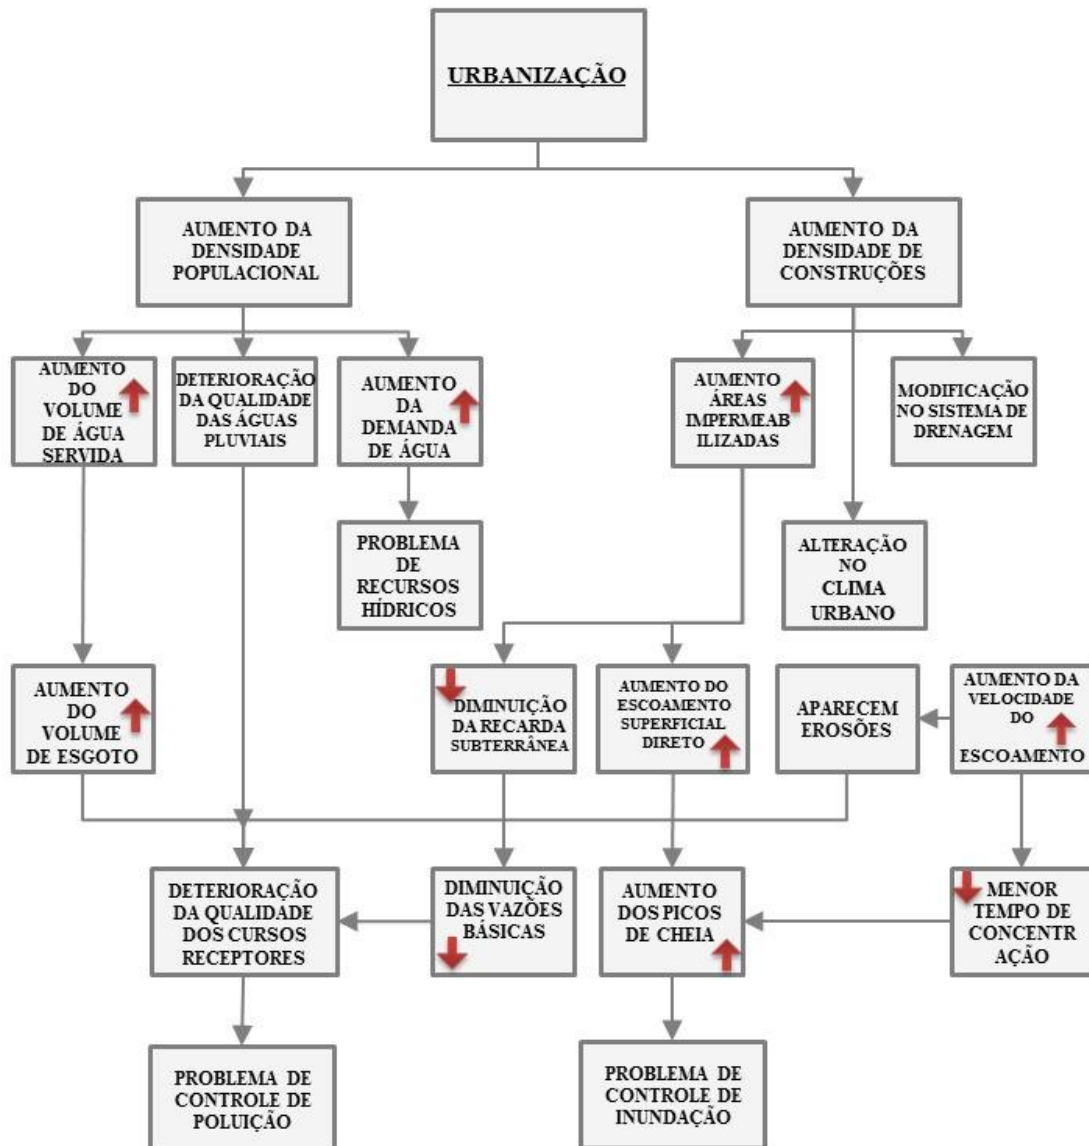 URBANIZAÇÃO
AUMENTO DA
DENSIDADE
POPULACIONAL
AUMENTO DA
DENSIDADE DE
CONSTRUÇÕES
AUMENTO
DO
VOLUME
DE ÁGUA
SERVIDA
DETERIORAÇÃO
DA QUALIDADE
DAS ÁGUAS
PLUVIAIS
AUMENTO
DA
DEMANDA
DE ÁGUA
AUMENTO
ÁREAS
IMPERMEAB
ILIZADAS
MODIFICAÇÃO
NO SISTEMA DE
DRENAGEM
PROBLEMA
DE
RECURSOS
HÍDRICOS
ALTERAÇÃO
NO
CLIMA
URBANO
AUMENTO
DO
VOLUME
DE ESGOTO
DIMINUIÇÃO
DA RECARDA
SUBTERRÂNEA
AUMENTO DO
ESCOAMENTO
SUPERFICIAL
DIRETO
APARECEM
EROSÕES
AUMENTO DA
VELOCIDADE
DO
ESCOAMENTO
DETERIORAÇÃO
DA QUALIDADE
DOS CURSOS
RECEPTORES
DIMINUIÇÃO
DAS VAZÕES
BÁSICAS
AUMENTO
DOS PICOS
DE CHEIA
MENOR
TEMPO DE
CONCENTR
AÇÃO
PROBLEMA DE
CONTROLE DE
POLUIÇÃO
PROBLEMA DE
CONTROLE DE
INUNDAÇÃO